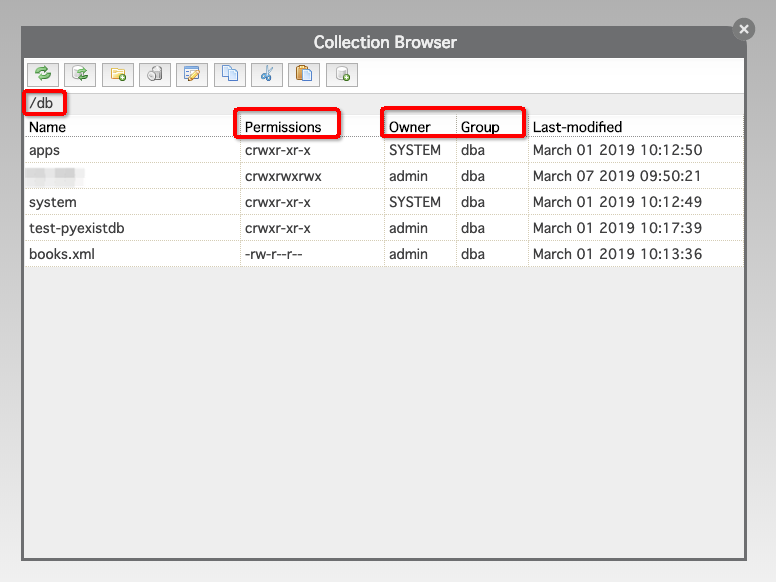 Collection Browser
/db
Name Permissions Owner Group Last-modified
apps crwxr-xr-x SYSTEM dba March 01 2019 10:12:50
crwxrwxrwx admin dba March 07 2019 09:50:21
system crwxr-xr-x SYSTEM dba March 01 2019 10:12:49
test-pyexistdb crwxr-xr-x admin dba March 01 2019 10:17:39
books.xml -rw-r--r-- admin dba March 01 2019 10:13:36